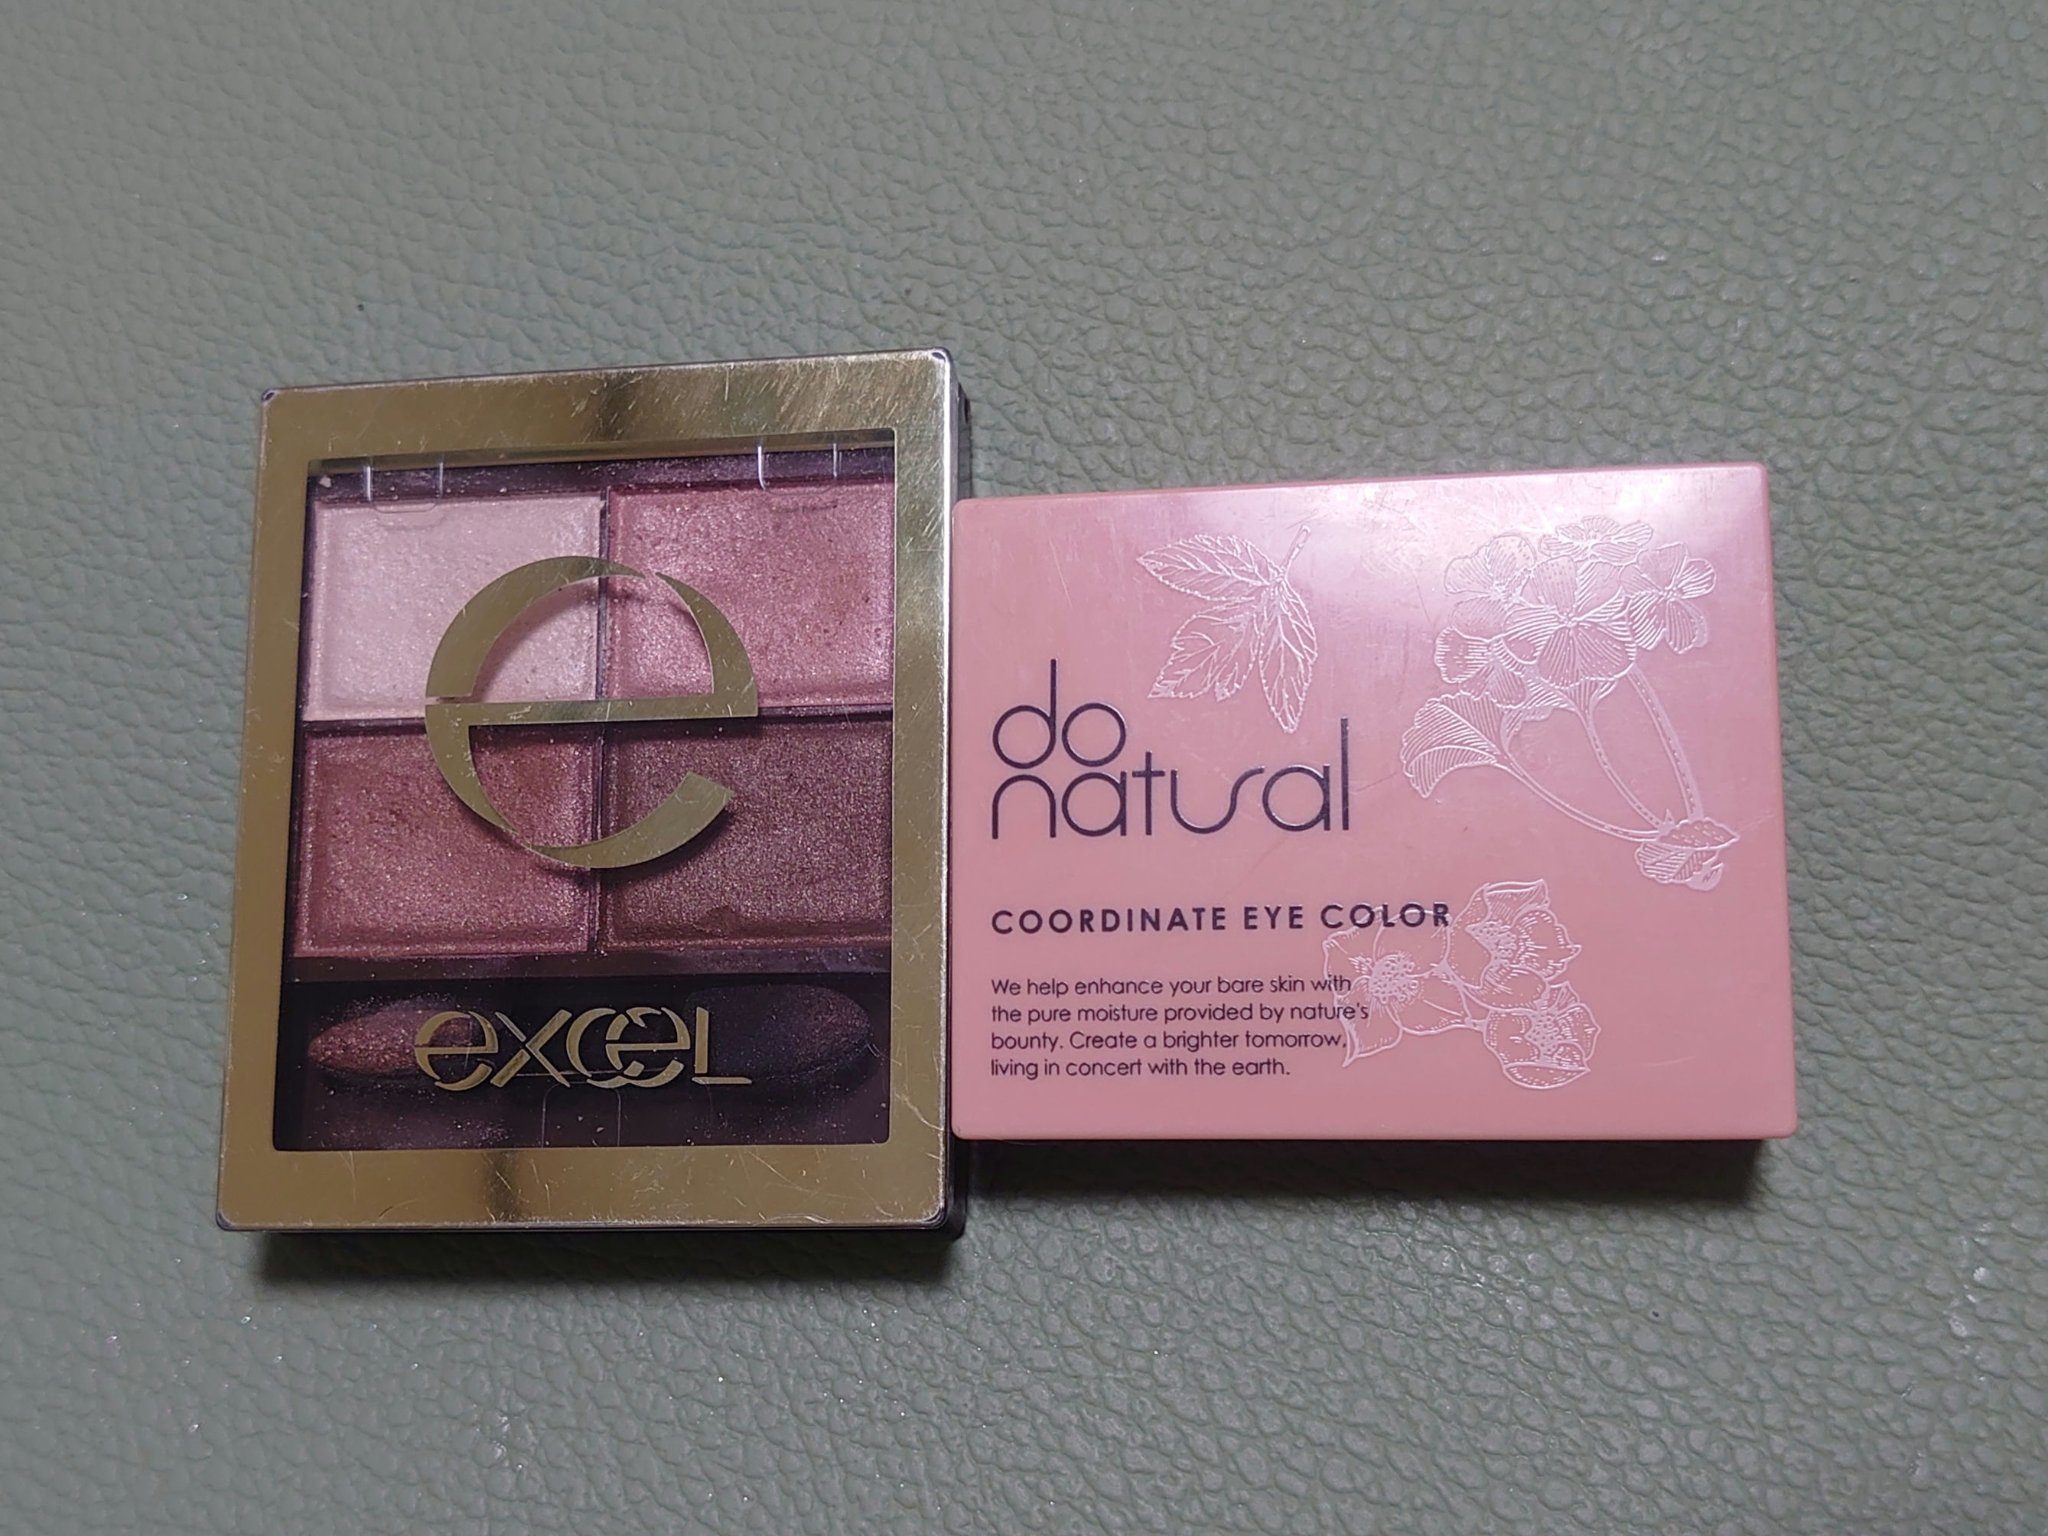 e
excel
do
natural
COORDINATE EYE COLOR
We help enhance your bare skin with
the pure moisture provided by nature's
bounty. Create a brighter tomorrow,
living in concert with the earth.